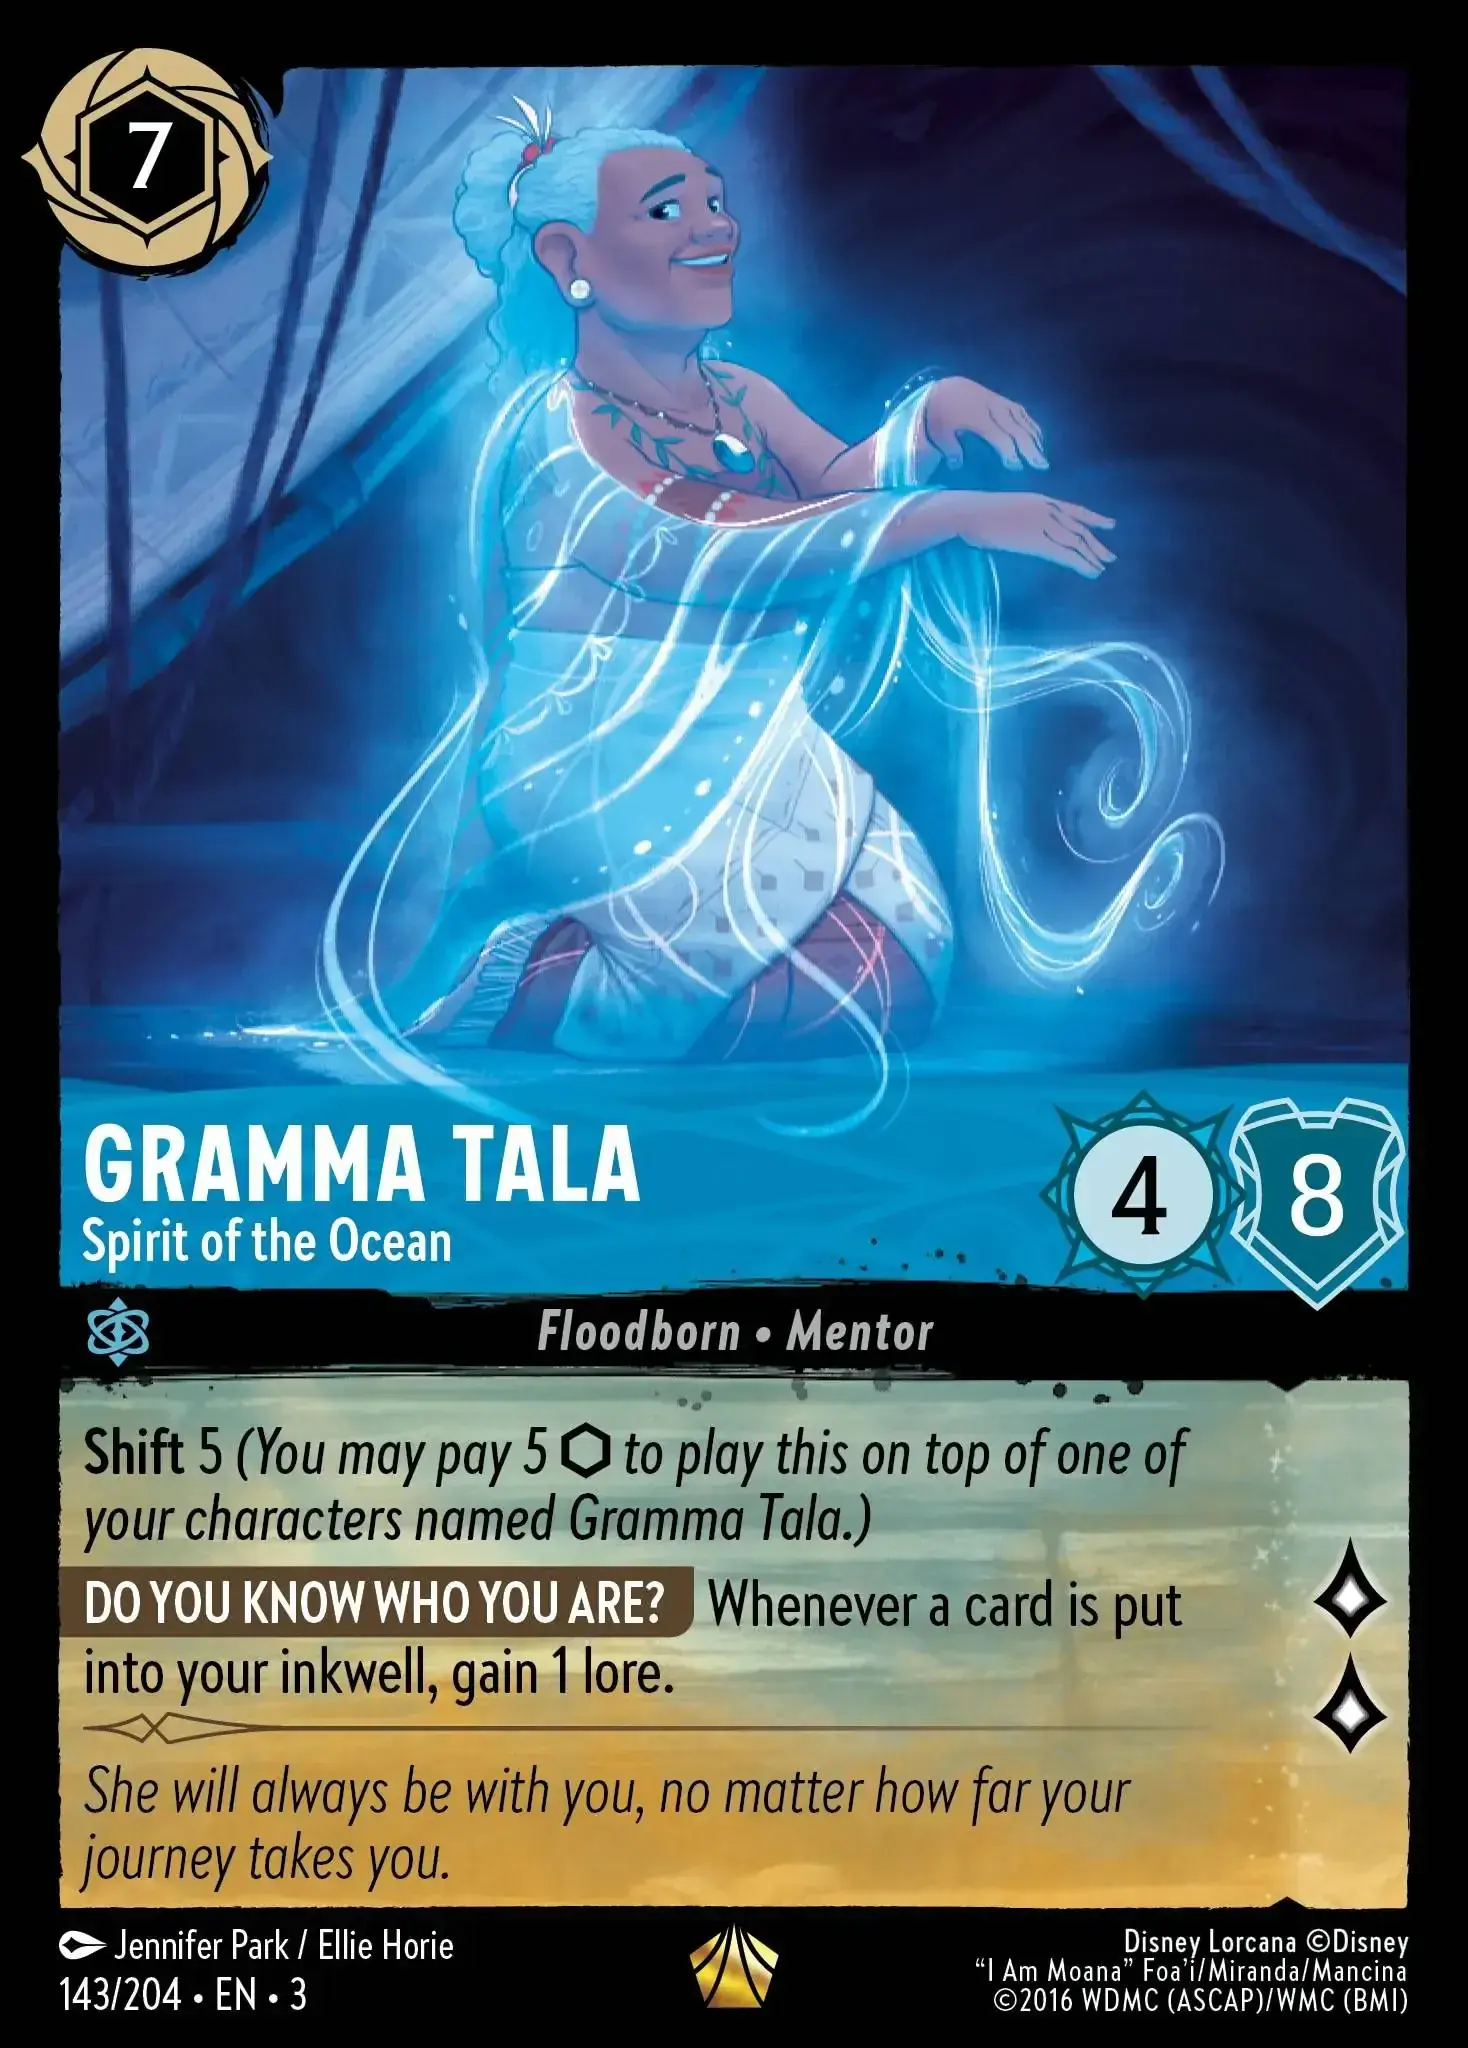 7
GRAMMA TALA
Spirit of the Ocean
4
8
Floodborn • Mentor
Shift 5 (You may pay 5 ⬡ to play this on top of one of
your characters named Gramma Tala.)
DO YOU KNOW WHO YOU ARE? Whenever a card is put
into your inkwell, gain 1 lore.
She will always be with you, no matter how far your
journey takes you.
Jennifer Park / Ellie Horie
143/204 • EN • 3
Disney Lorcana ©Disney
“I Am Moana” Foa’i/Miranda/Mancina
©2016 WDMC (ASCAP)/WMC (BMI)